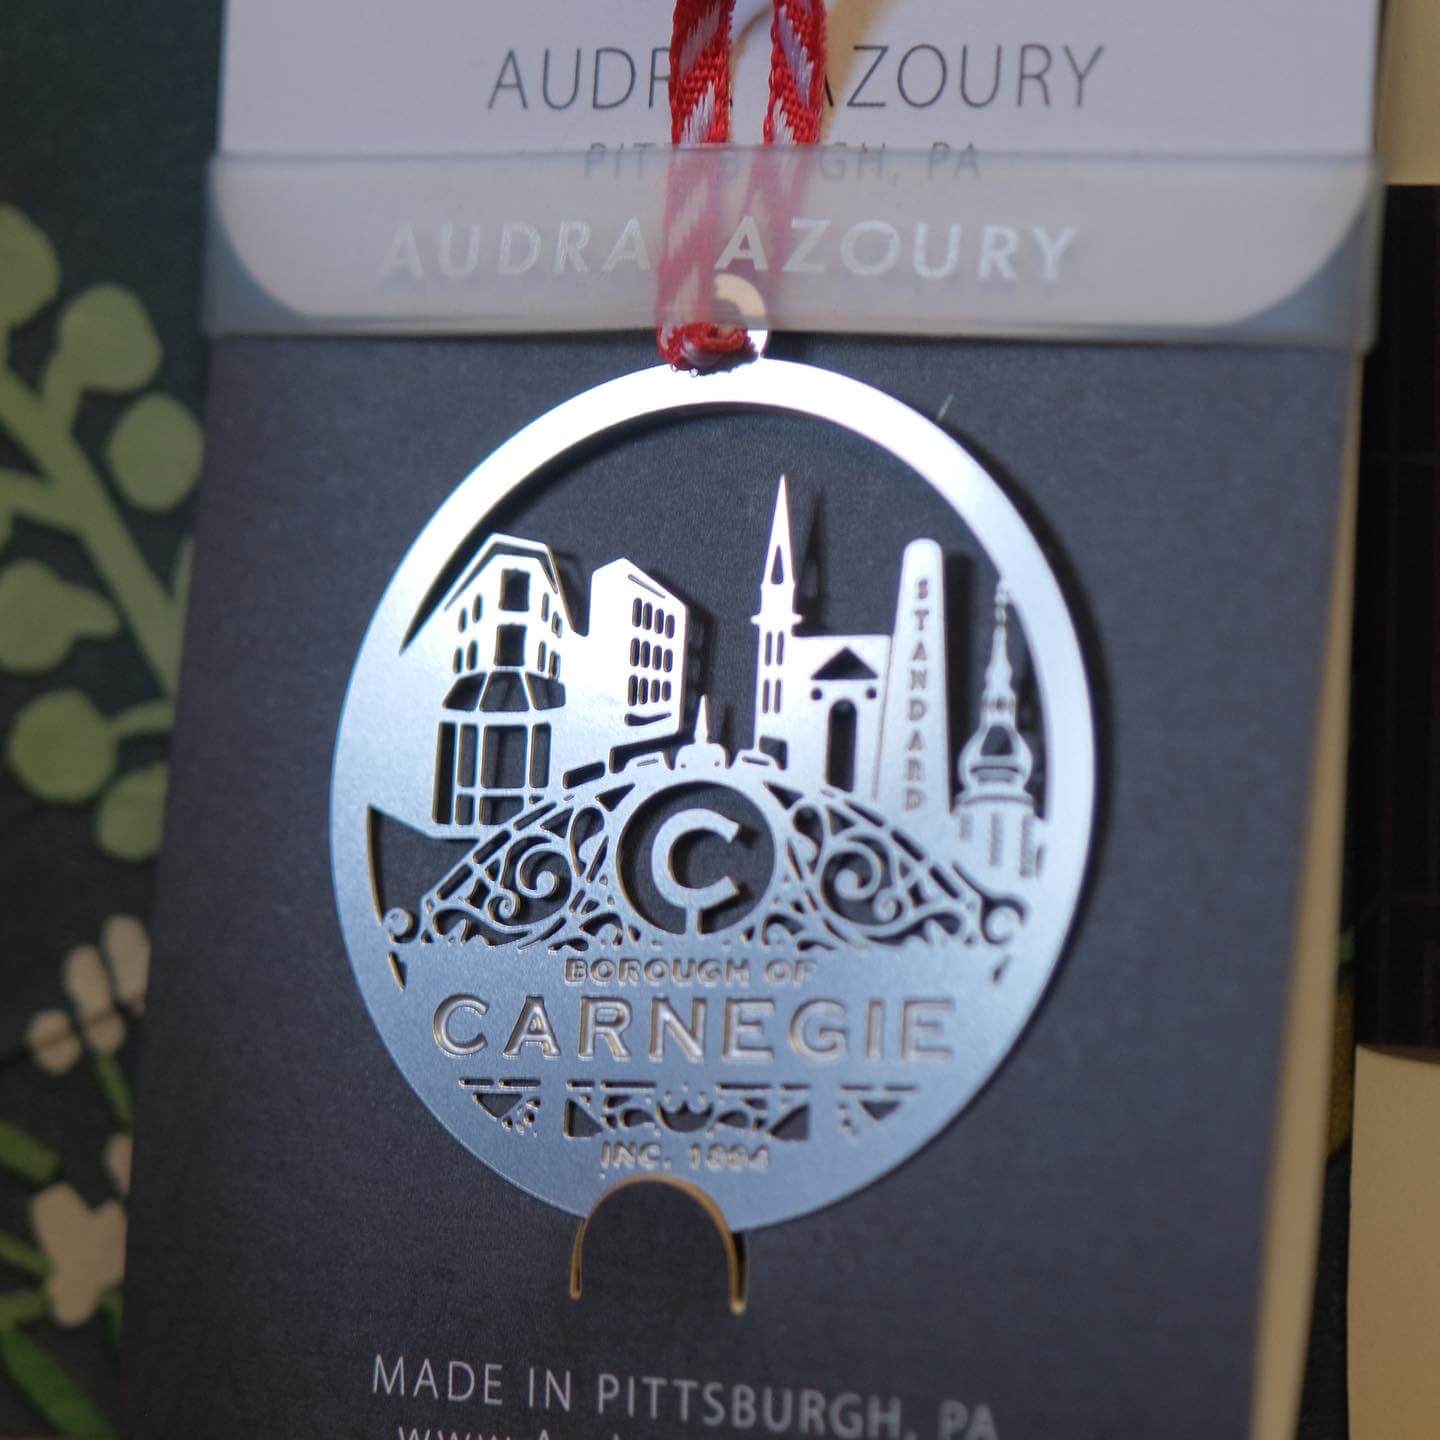 AUDRA AZOURY
PITTSBURGH, PA
AUDRA AZOURY
STANDARD
C
BOROUGH OF
CARNEGIE
INC. 1894
MADE IN PITTSBURGH, PA